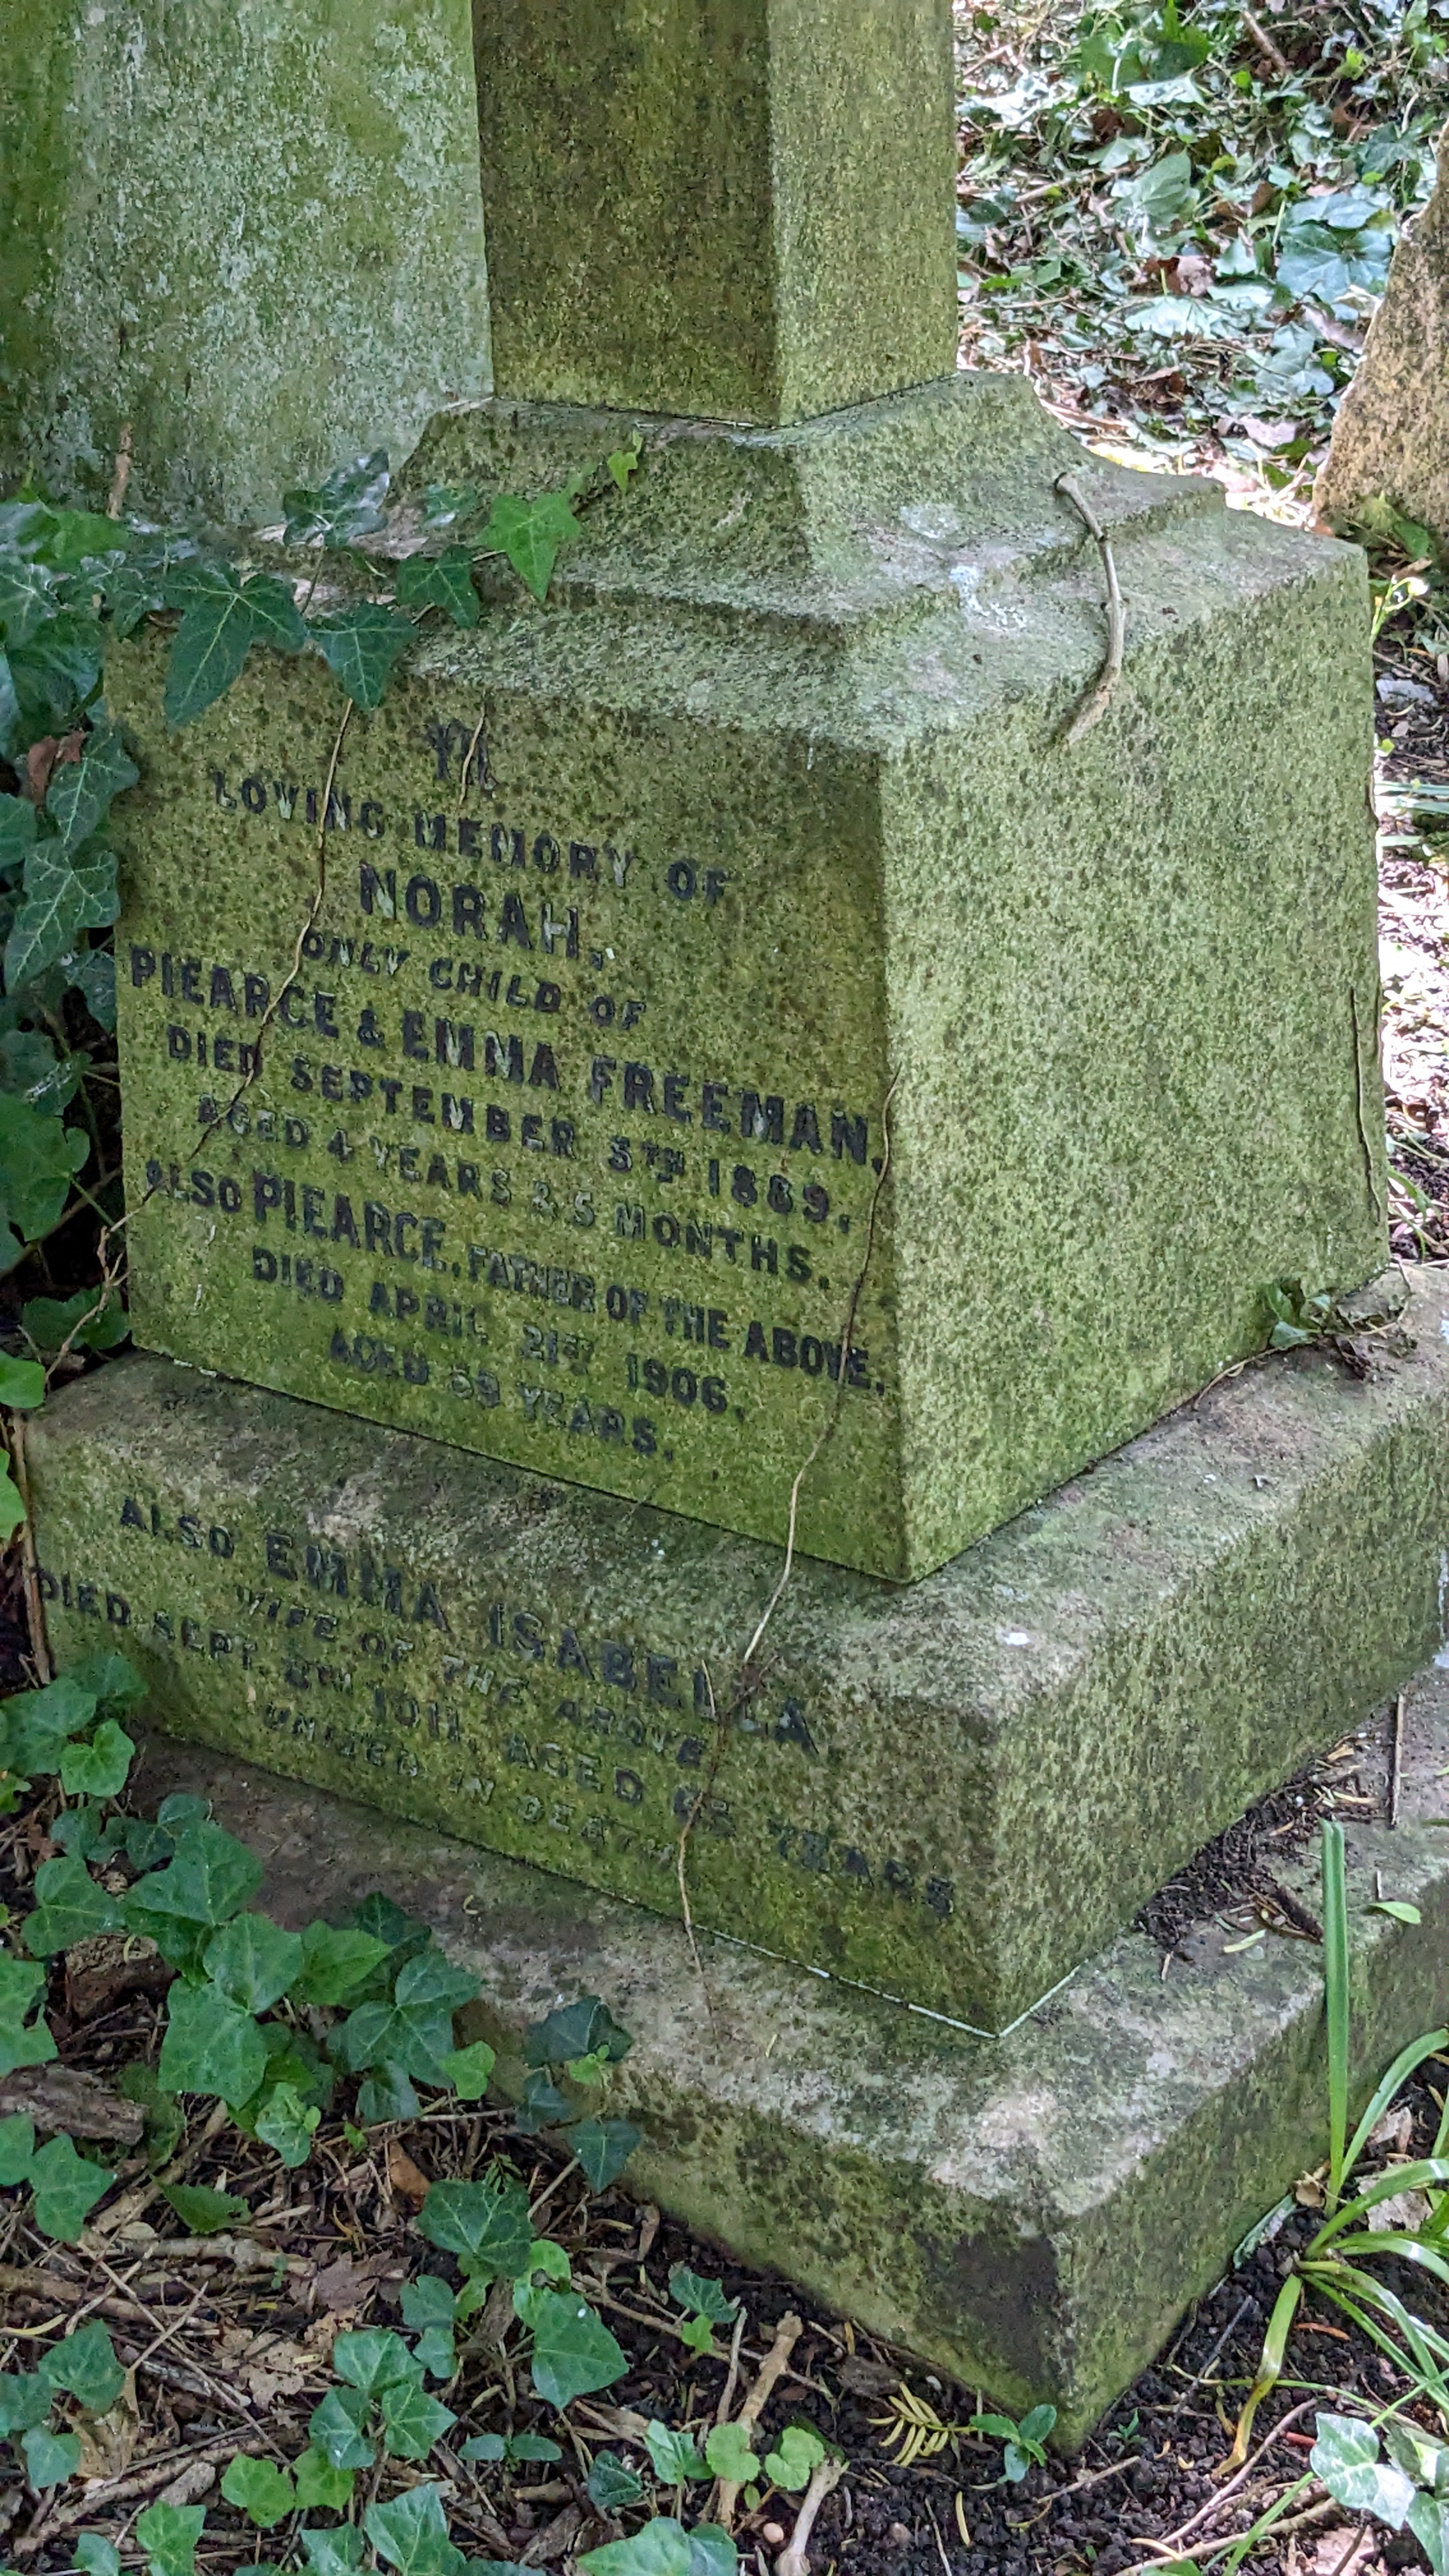 In
LOVING MEMORY OF
NORAH,
ONLY CHILD OF
PIEARCE & EMMA FREEMAN,
DIED SEPTEMBER 5TH 1889,
AGED 4 YEARS & 5 MONTHS.
ALSO PIEARCE, FATHER OF THE ABOVE,
DIED APRIL 21ST 1906,
AGED 59 YEARS.
ALSO EMMA ISABELLA
WIFE OF THE ABOVE
DIED SEPT. 1911, AGED YEARS
UNITED IN DEATH